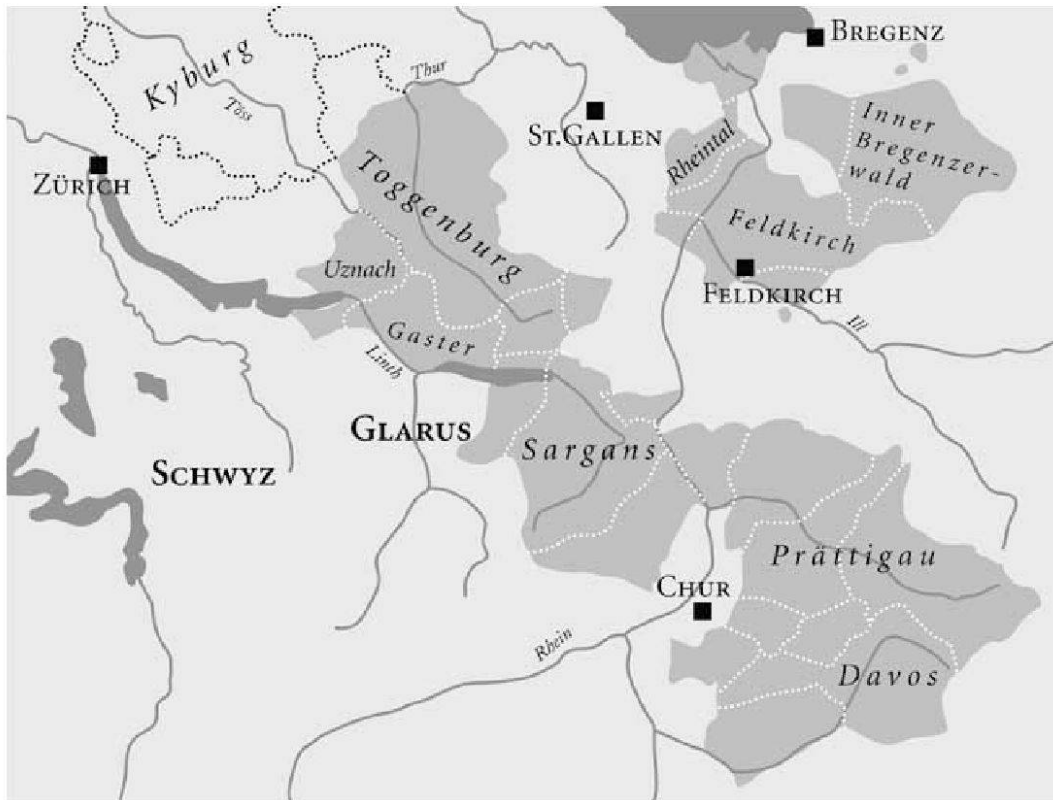 BREGENZ
Kyburg
Thur
Töss
ST.GALLEN
Inner
Bregenzer-
wald
Rheintal
ZÜRICH
Toggenburg
Feldkirch
Uznach
FELDKIRCH
Ill
Gaster
Linth
GLARUS
Sargans
SCHWYZ
Prättigau
CHUR
Rhein
Davos